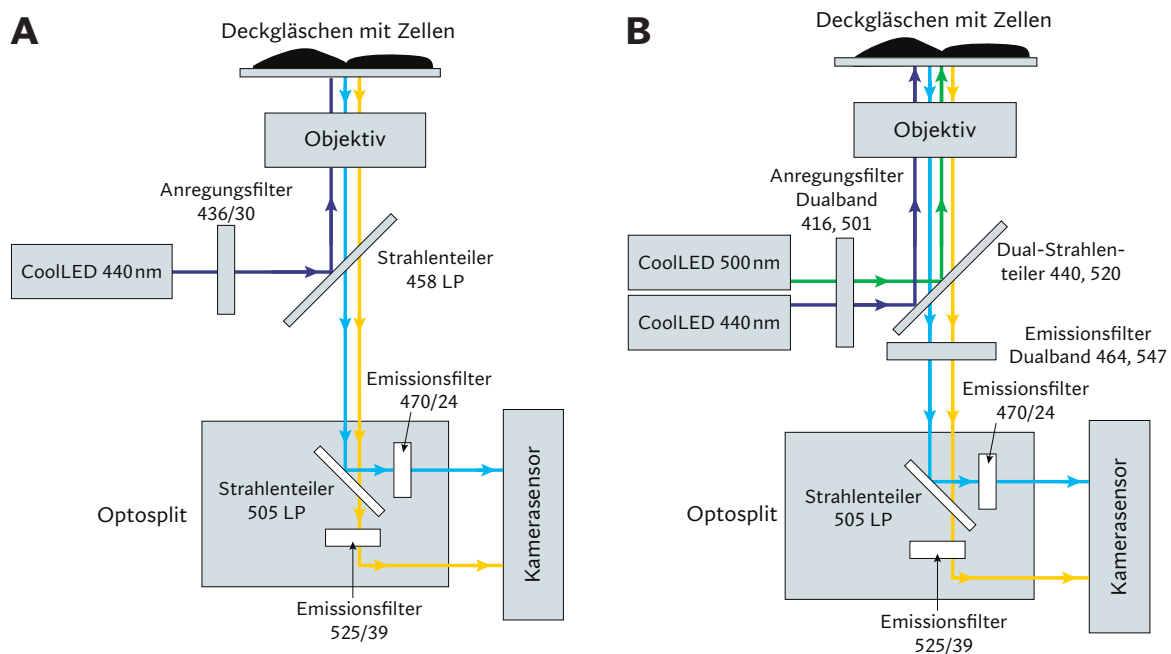 A
Deckgläschen mit Zellen
Objektiv
Anregungsfilter
436/30
CoolLED 440 nm
Strahlenteiler
458 LP
Emissionsfilter
470/24
Strahlenteiler
505 LP
Optosplit
Kamerasensor
Emissionsfilter
525/39
B
Deckgläschen mit Zellen
Objektiv
Anregungsfilter
Dualband
416, 501
CoolLED 500 nm
CoolLED 440 nm
Dual-Strahlen-
teiler 440, 520
Emissionsfilter
Dualband 464, 547
Emissionsfilter
470/24
Strahlenteiler
505 LP
Optosplit
Kamerasensor
Emissionsfilter
525/39